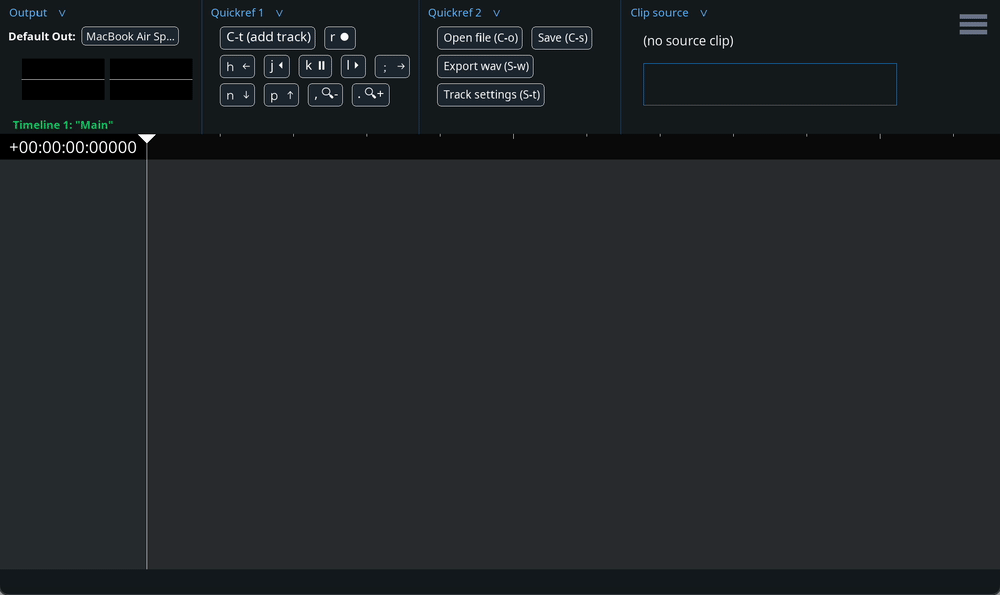 Output v
Default Out: MacBook Air Sp...
Quickref 1 v
C-t (add track) r
h ← j k l ; →
n ↓ p ↑ , - . +
Quickref 2 v
Open file (C-o) Save (C-s)
Export wav (S-w)
Track settings (S-t)
Clip source v
(no source clip)
Timeline 1: "Main"
+00:00:00:00000